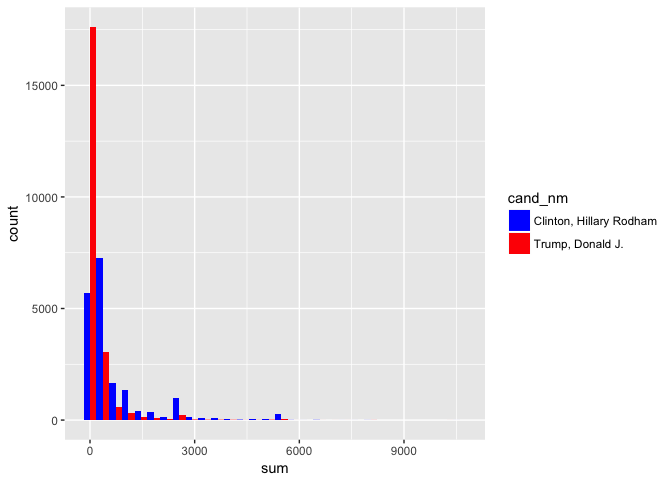 15000
10000
5000
0
count
0 3000 6000 9000
sum
cand_nm
Clinton, Hillary Rodham
Trump, Donald J.